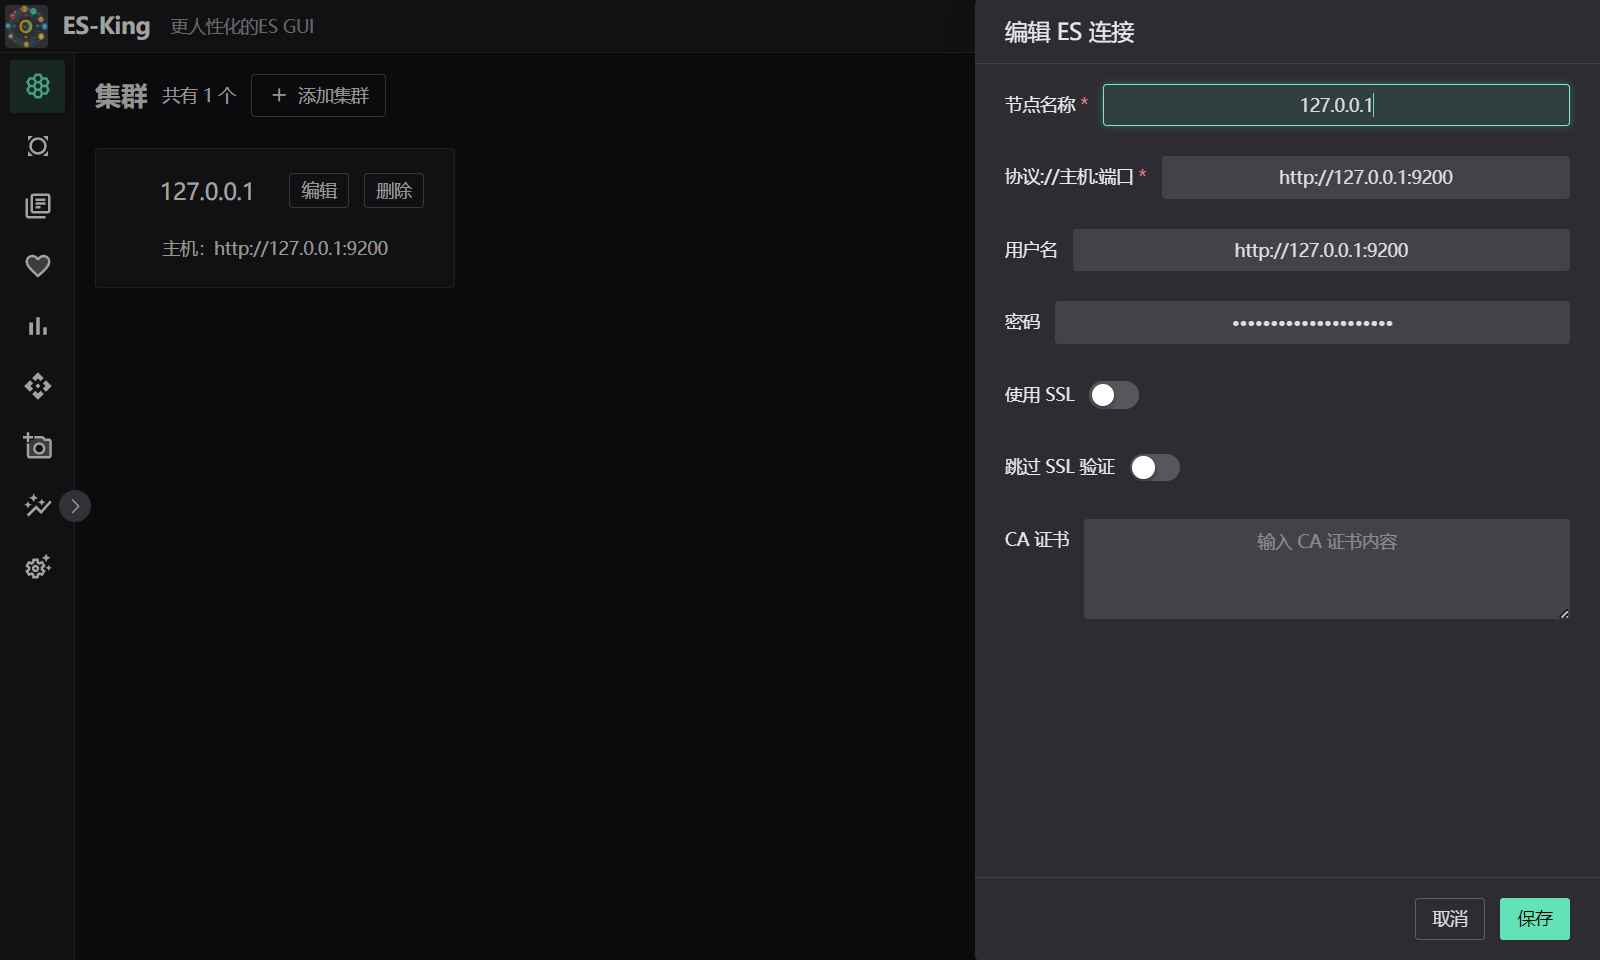 ES-King 更人性化的ES GUI
集群 共有 1 个 添加集群
127.0.0.1 编辑 删除
主机：http://127.0.0.1:9200
编辑 ES 连接
节点名称 * 127.0.0.1
协议://主机:端口 * http://127.0.0.1:9200
用户名 http://127.0.0.1:9200
密码 •••••••••••••••••••••
使用 SSL
跳过 SSL 验证
CA 证书 输入 CA 证书内容
取消 保存